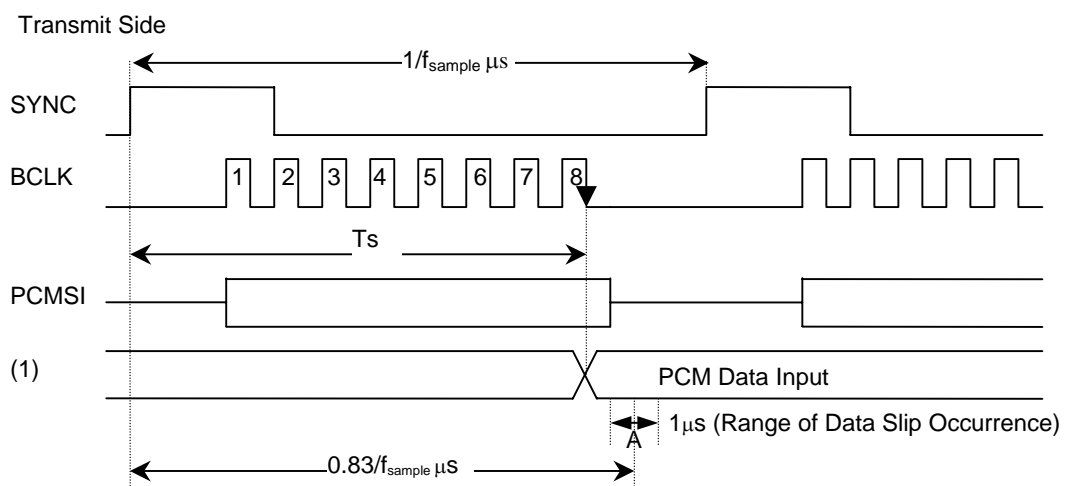 Transmit Side
1/fsample μs
SYNC
BCLK
1 2 3 4 5 6 7 8
Ts
PCMSI
(1)
PCM Data Input
1μs (Range of Data Slip Occurrence)
A
0.83/fsample μs